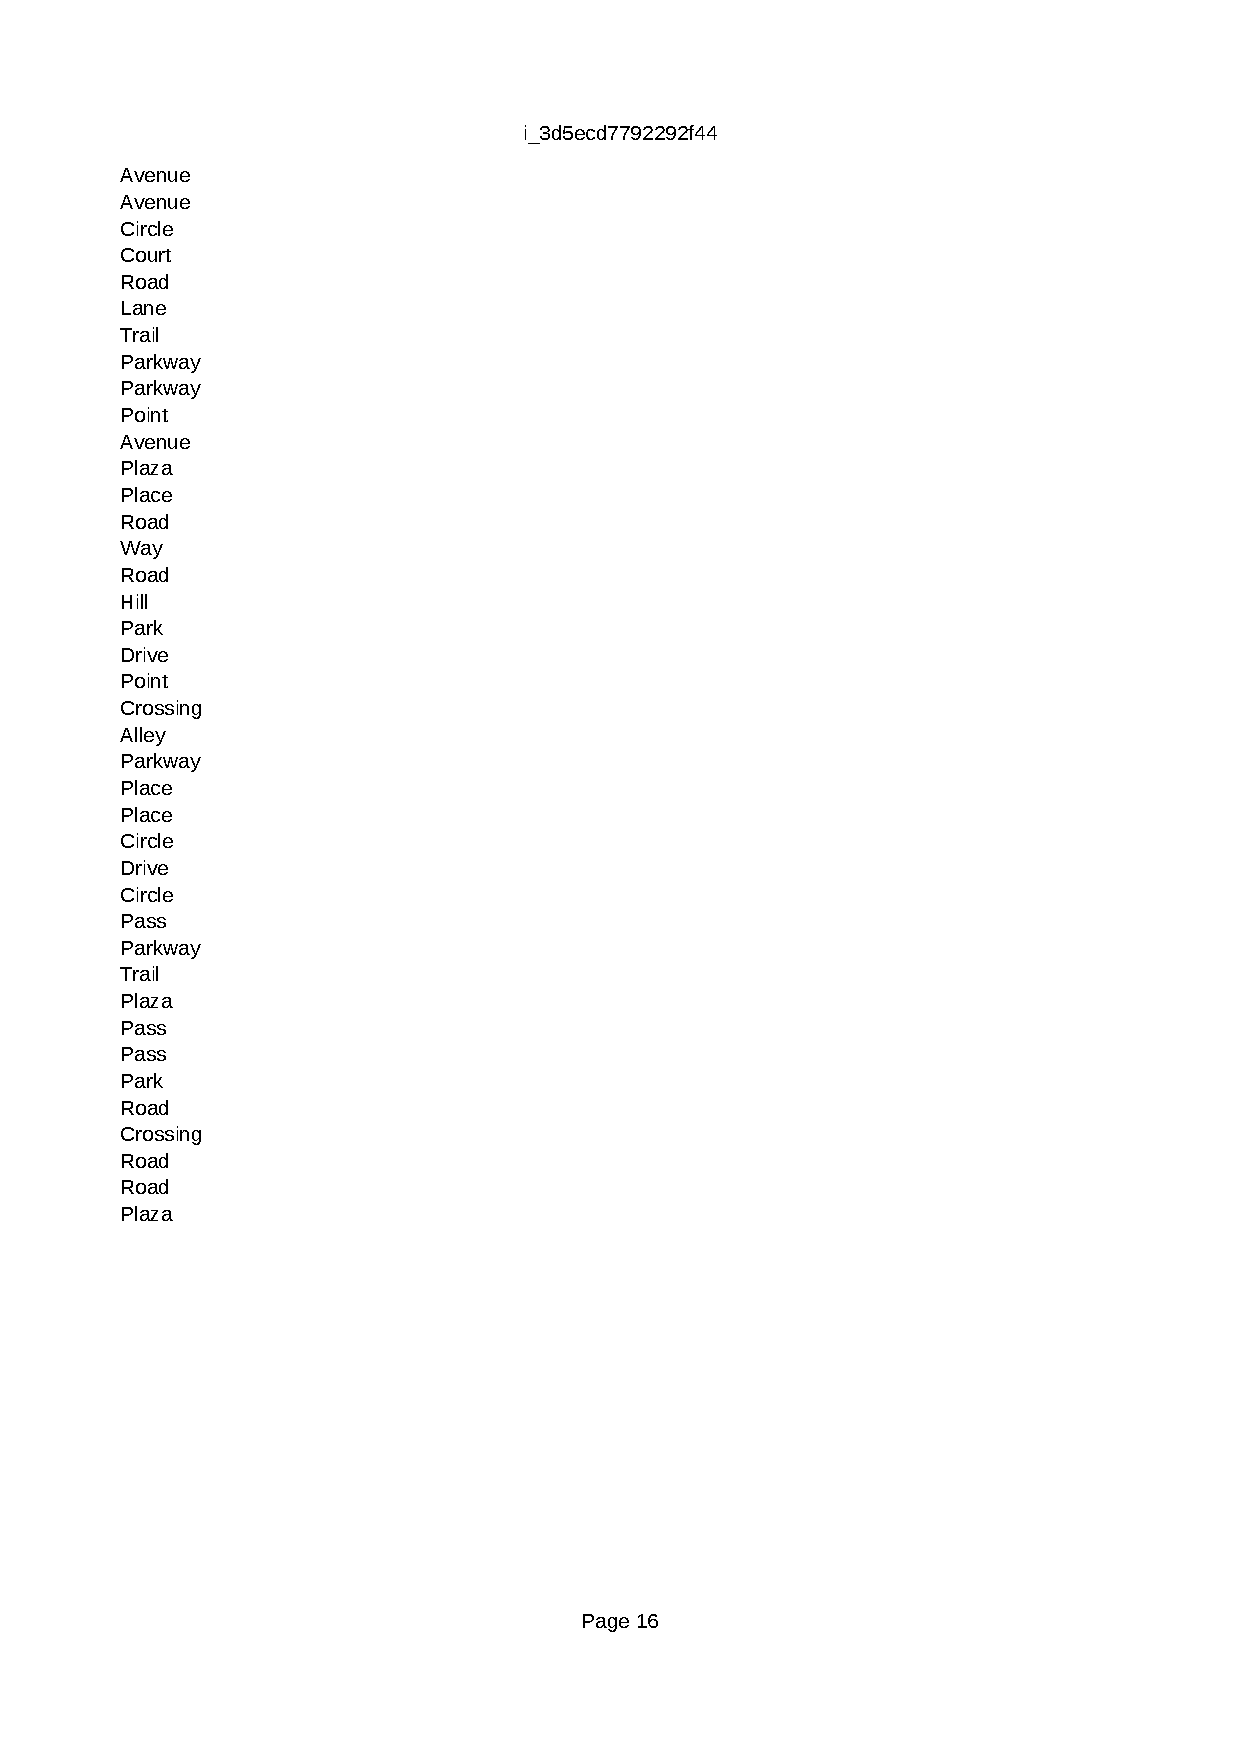 i_3d5ecd7792292f44
Avenue
Avenue
Circle
Court
Road
Lane
Trail
Parkway
Parkway
Point
Avenue
Plaza
Place
Road
Way
Road
Hill
Park
Drive
Point
Crossing
Alley
Parkway
Place
Place
Circle
Drive
Circle
Pass
Parkway
Trail
Plaza
Pass
Pass
Park
Road
Crossing
Road
Road
Plaza
Page 16